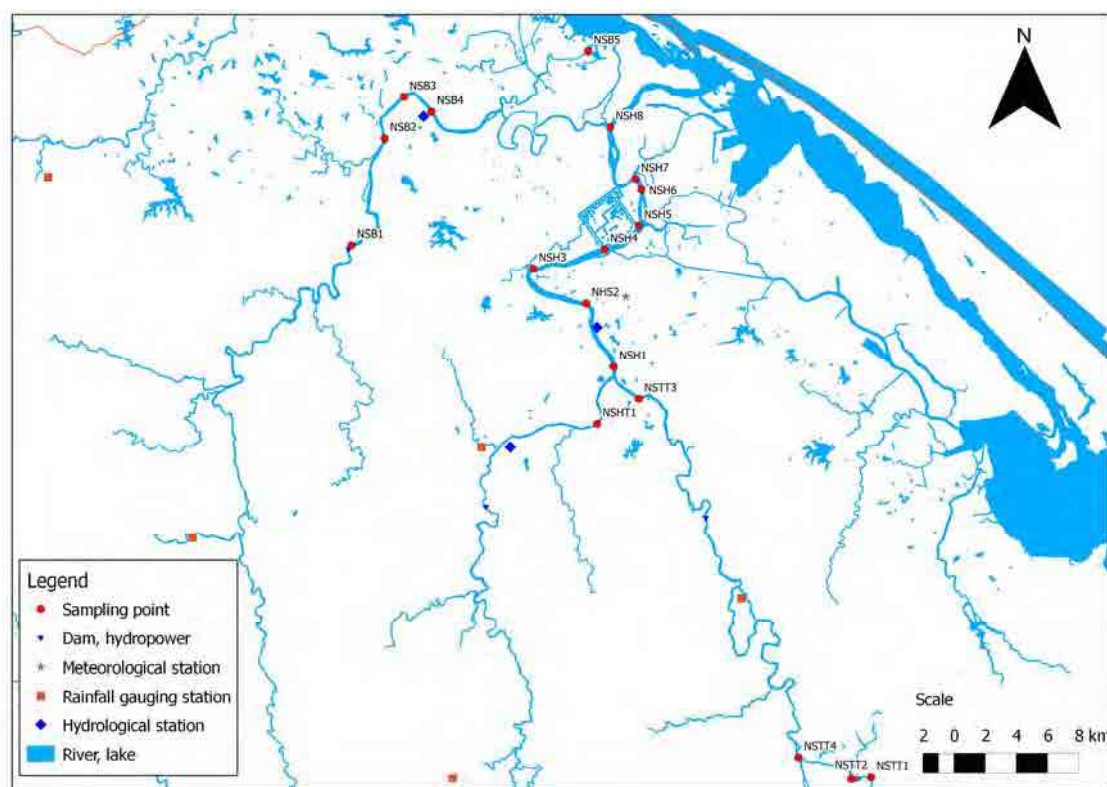 NSB5
N
NSB3
NSB4
NSB2
NSH8
NSH7
NSH6
NSH5
NSB1
NSH4
NSH3
NHS2
NSH1
NSTT3
NSHT1
Legend
Sampling point
Dam, hydropower
Meteorological station
Rainfall gauging station
Hydrological station
River, lake
Scale
2 0 2 4 6 8 km
NSTT4
NSTT2
NSTT1